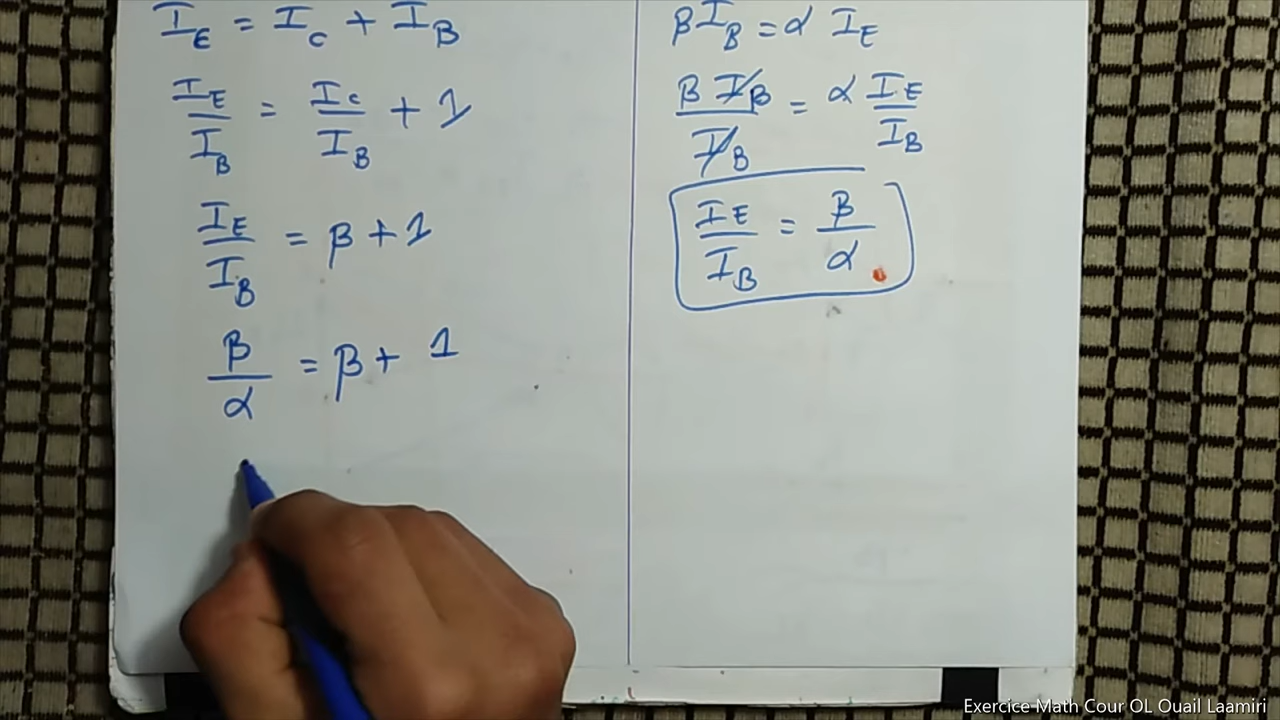 I_E = I_C + I_B
I_E/I_B = I_C/I_B + 1
I_E/I_B = β + 1
β/α = β + 1
βI_B = α I_E
β I_B/I_B = α I_E/I_B
I_E/I_B = β/α
Exercice Math Cour OL Ouail Laamiri